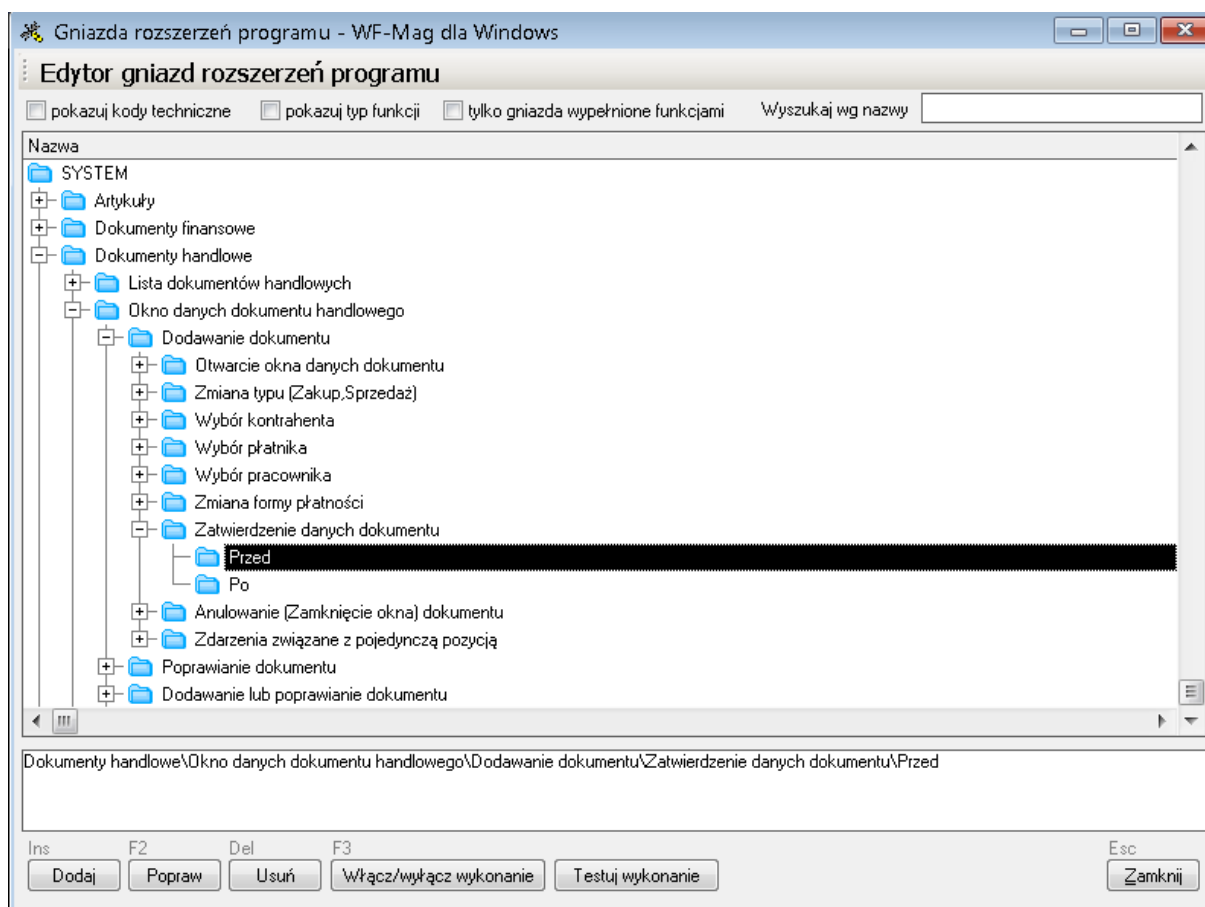 Gniazda rozszerzeń programu - WF-Mag dla Windows
Edytor gniazd rozszerzeń programu
pokazuj kody techniczne pokazuj typ funkcji tylko gniazda wypełnione funkcjami Wyszukaj wg nazwy
Nazwa
SYSTEM
Artykuły
Dokumenty finansowe
Dokumenty handlowe
Lista dokumentów handlowych
Okno danych dokumentu handlowego
Dodawanie dokumentu
Otwarcie okna danych dokumentu
Zmiana typu (Zakup,Sprzedaż)
Wybór kontrahenta
Wybór płatnika
Wybór pracownika
Zmiana formy płatności
Zatwierdzenie danych dokumentu
Przed
Po
Anulowanie (Zamknięcie okna) dokumentu
Zdarzenia związane z pojedynczą pozycją
Poprawianie dokumentu
Dodawanie lub poprawianie dokumentu
Dokumenty handlowe\Okno danych dokumentu handlowego\Dodawanie dokumentu\Zatwierdzenie danych dokumentu\Przed
Ins F2 Del F3 Esc
Dodaj Popraw Usuń Włącz/wyłącz wykonanie Testuj wykonanie Zamknij